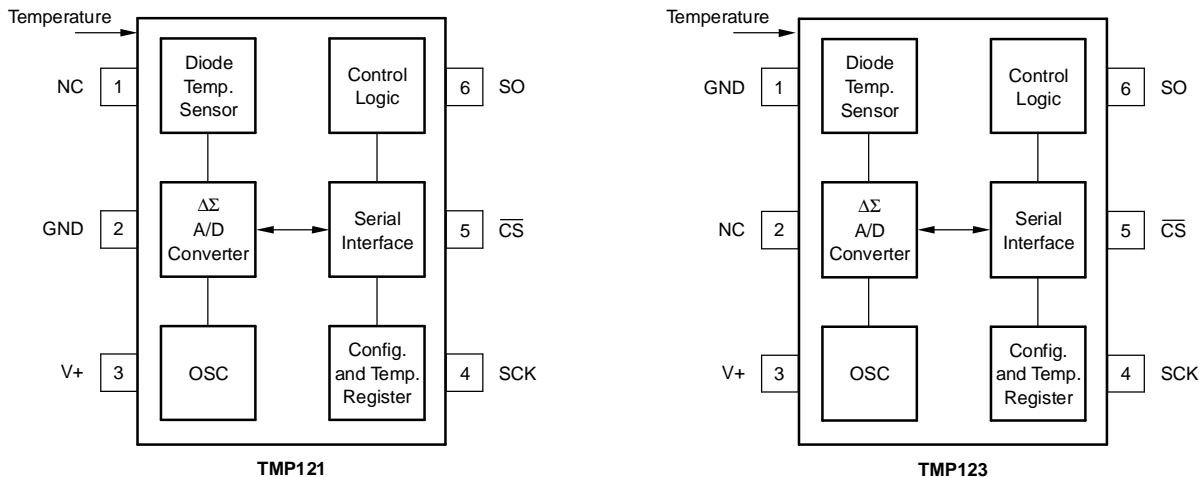 Temperature
Diode
Temp.
Sensor
Control
Logic
NC
1
6
SO
ΔΣ
A/D
Converter
Serial
Interface
GND
2
5
CS
OSC
Config.
and Temp.
Register
V+
3
4
SCK
TMP121
Temperature
Diode
Temp.
Sensor
Control
Logic
GND
1
6
SO
ΔΣ
A/D
Converter
Serial
Interface
NC
2
5
CS
OSC
Config.
and Temp.
Register
V+
3
4
SCK
TMP123